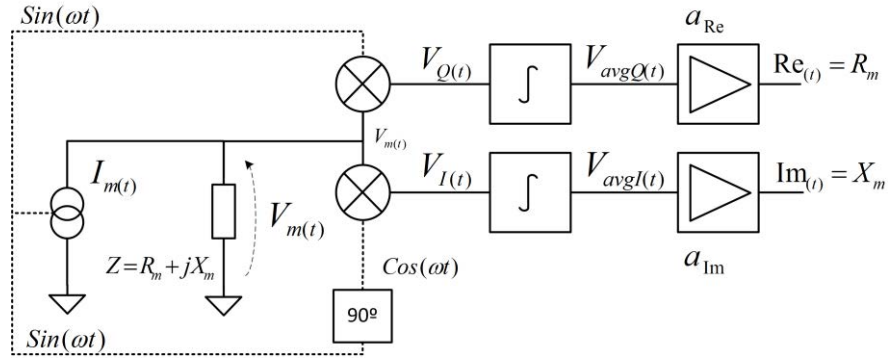 Sin(ωt)
a_Re
V_Q(t)
∫
V_avgQ(t)
Re_(t) = R_m
V_m(t)
I_m(t)
V_I(t)
∫
V_avgI(t)
Im_(t) = X_m
V_m(t)
Z=R_m+jX_m
Cos(ωt)
a_Im
90º
Sin(ωt)